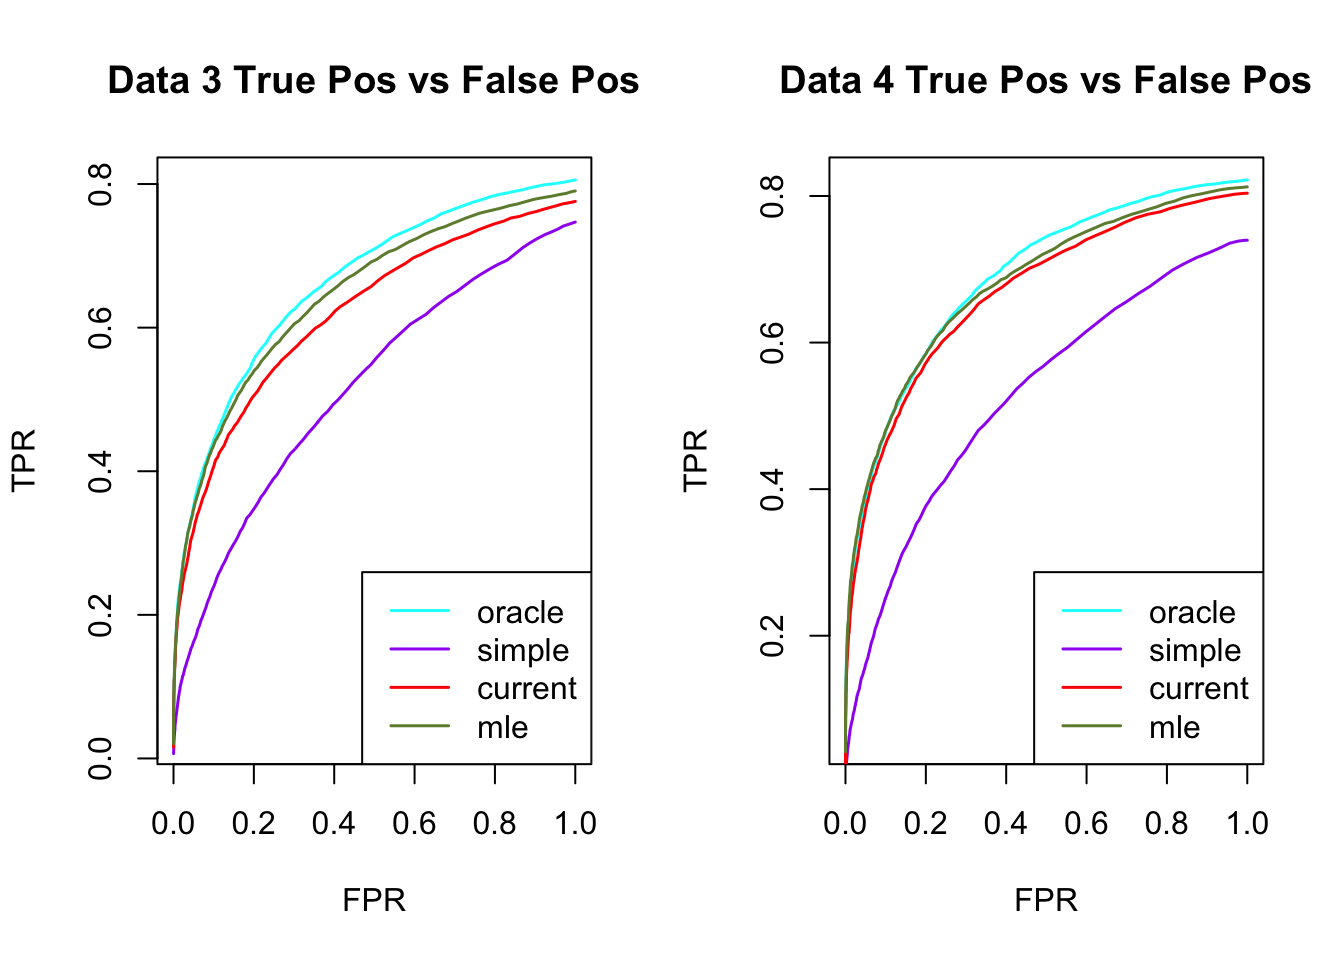 Data 3 True Pos vs False Pos
TPR
0.8
0.6
0.4
0.2
0.0
oracle
simple
current
mle
0.0 0.2 0.4 0.6 0.8 1.0
FPR
Data 4 True Pos vs False Pos
TPR
0.8
0.6
0.4
0.2
oracle
simple
current
mle
0.0 0.2 0.4 0.6 0.8 1.0
FPR